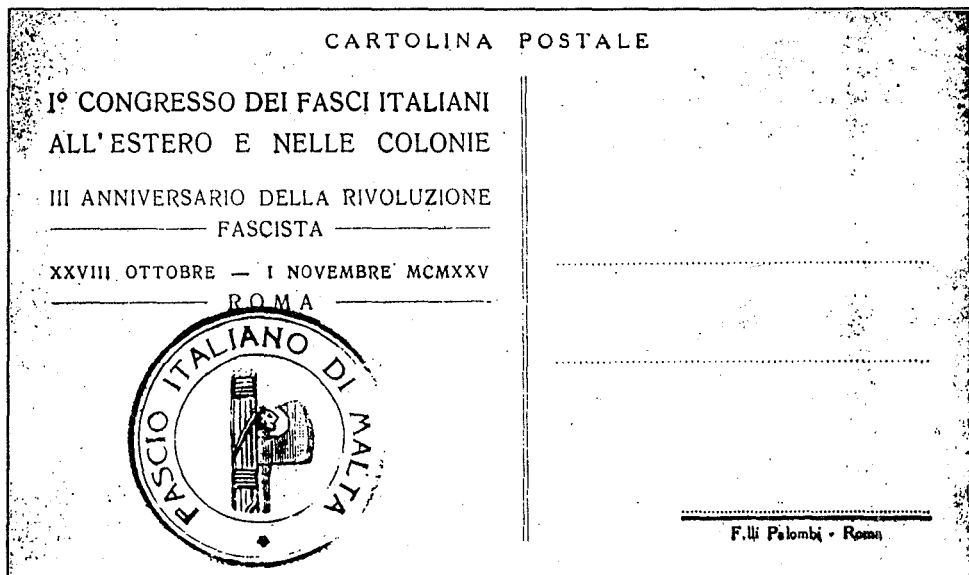 CARTOLINA POSTALE
Iº CONGRESSO DEI FASCI ITALIANI
ALL'ESTERO E NELLE COLONIE
III ANNIVERSARIO DELLA RIVOLUZIONE
FASCISTA
XXVIII OTTOBRE — I NOVEMBRE MCMXXV
ROMA
FASCIO ITALIANO DI MALTA
F.lli Palombi - Roma